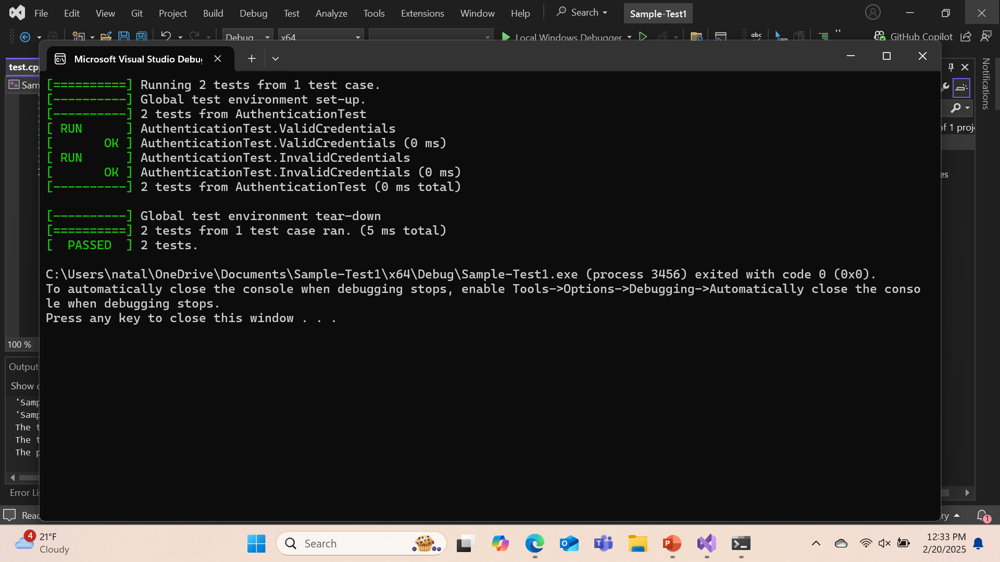 File Edit View Git Project Build Debug Test Analyze Tools Extensions Window Help Search Sample-Test1
Debug x64 Local Windows Debugger abc GitHub Copilot
Microsoft Visual Studio Debu
test.cp
Sam
Notifications
[==========] Running 2 tests from 1 test case.
[----------] Global test environment set-up.
[----------] 2 tests from AuthenticationTest
[ RUN      ] AuthenticationTest.ValidCredentials
[       OK ] AuthenticationTest.ValidCredentials (0 ms)
[ RUN      ] AuthenticationTest.InvalidCredentials
[       OK ] AuthenticationTest.InvalidCredentials (0 ms)
[----------] 2 tests from AuthenticationTest (0 ms total)
[----------] Global test environment tear-down
[==========] 2 tests from 1 test case ran. (5 ms total)
[  PASSED  ] 2 tests.
C:\Users\natal\OneDrive\Documents\Sample-Test1\x64\Debug\Sample-Test1.exe (process 3456) exited with code 0 (0x0).
To automatically close the console when debugging stops, enable Tools->Options->Debugging->Automatically close the conso
le when debugging stops.
Press any key to close this window . . .
of 1 proj
es
100 %
Output
Show o
'Samp
'Samp
The t
The t
The p
Error Li
Read
ry
1
4
21°F
Cloudy
Search
12:33 PM
2/20/2025